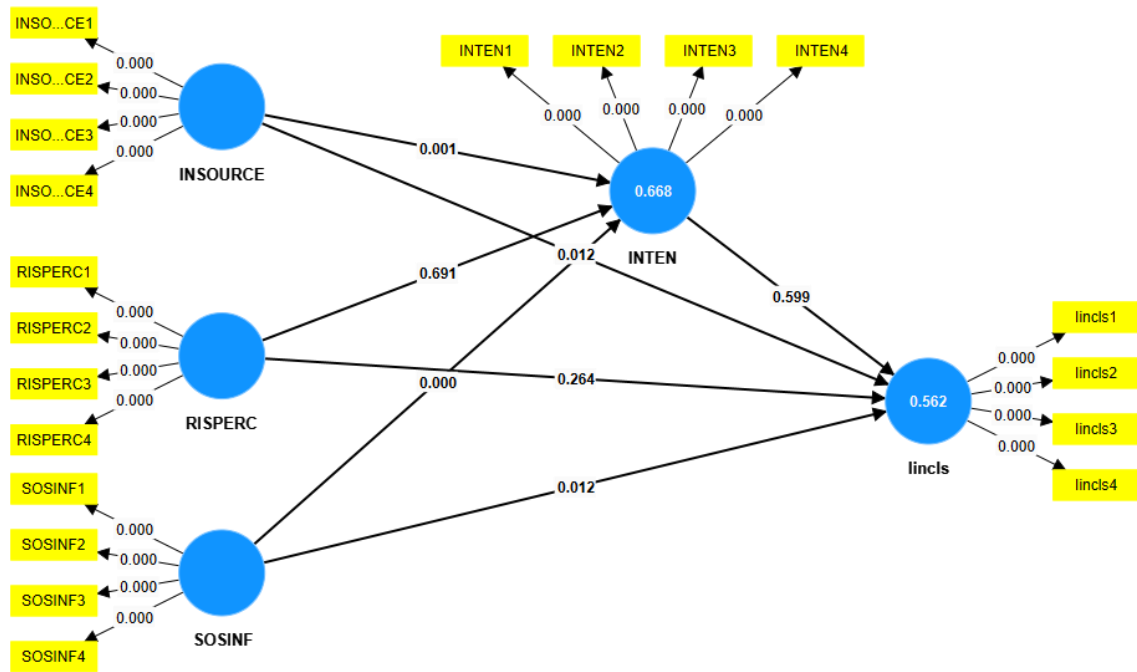 INSO...CE1
0.000
INSO...CE2
0.000
INSO...CE3
0.000
INSO...CE4
0.000
INSOURCE
INTEN1
INTEN2
INTEN3
INTEN4
0.000
0.000
0.000
0.000
0.001
0.668
INTEN
0.012
0.691
0.599
RISPERC1
0.000
RISPERC2
0.000
RISPERC3
0.000
RISPERC4
0.000
RISPERC
0.000
0.264
0.562
lincls
lincls1
0.000
lincls2
0.000
lincls3
0.000
lincls4
0.000
SOSINF1
0.000
SOSINF2
0.000
SOSINF3
0.000
SOSINF4
0.000
SOSINF
0.012